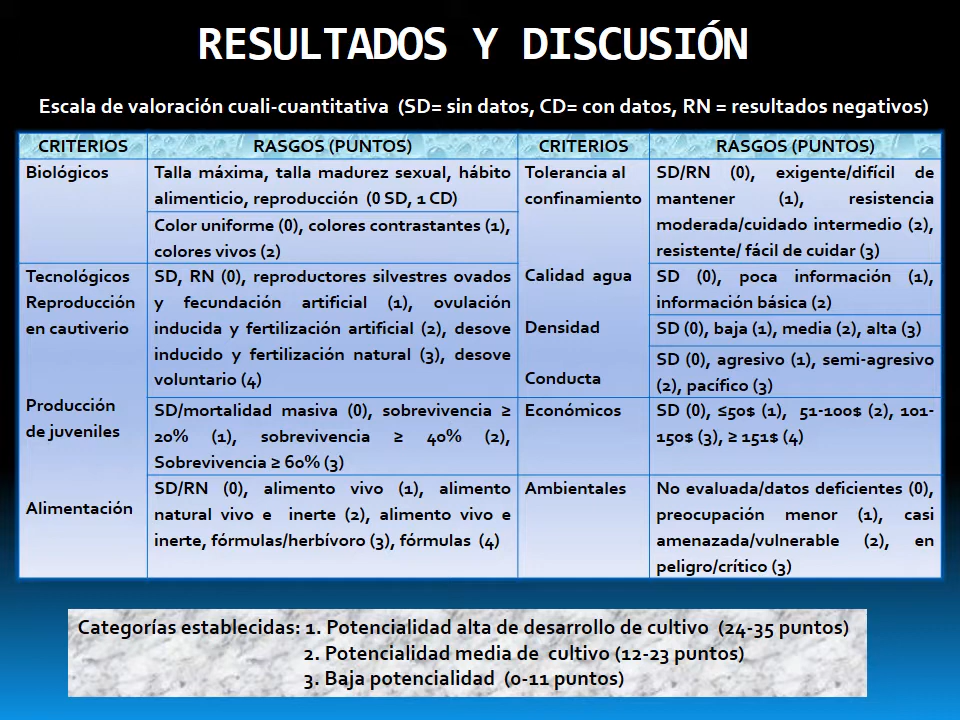 RESULTADOS Y DISCUSIÓN
Escala de valoración cuali-cuantitativa (SD= sin datos, CD= con datos, RN = resultados negativos)
CRITERIOS
RASGOS (PUNTOS)
CRITERIOS
RASGOS (PUNTOS)
Biológicos
Talla máxima, talla madurez sexual, hábito
alimenticio, reproducción (0 SD, 1 CD)
Color uniforme (0), colores contrastantes (1),
colores vivos (2)
Tecnológicos
Reproducción
en cautiverio
SD, RN (0), reproductores silvestres ovados
y fecundación artificial (1), ovulación
inducida y fertilización artificial (2), desove
inducido y fertilización natural (3), desove
voluntario (4)
Producción
de juveniles
SD/mortalidad masiva (0), sobrevivencia ≥
20% (1), sobrevivencia ≥ 40% (2),
Sobrevivencia ≥ 60% (3)
Alimentación
SD/RN (0), alimento vivo (1), alimento
natural vivo e inerte (2), alimento vivo e
inerte, fórmulas/herbívoro (3), fórmulas (4)
Tolerancia al
confinamiento
SD/RN (0), exigente/difícil de
mantener (1), resistencia
moderada/cuidado intermedio (2),
resistente/ fácil de cuidar (3)
Calidad agua
SD (0), poca información (1),
información básica (2)
Densidad
SD (0), baja (1), media (2), alta (3)
Conducta
SD (0), agresivo (1), semi-agresivo
(2), pacífico (3)
Económicos
SD (0), ≤50$ (1), 51-100$ (2), 101-
150$ (3), ≥ 151$ (4)
Ambientales
No evaluada/datos deficientes (0),
preocupación menor (1), casi
amenazada/vulnerable (2), en
peligro/crítico (3)
Categorías establecidas: 1. Potencialidad alta de desarrollo de cultivo (24-35 puntos)
2. Potencialidad media de cultivo (12-23 puntos)
3. Baja potencialidad (0-11 puntos)